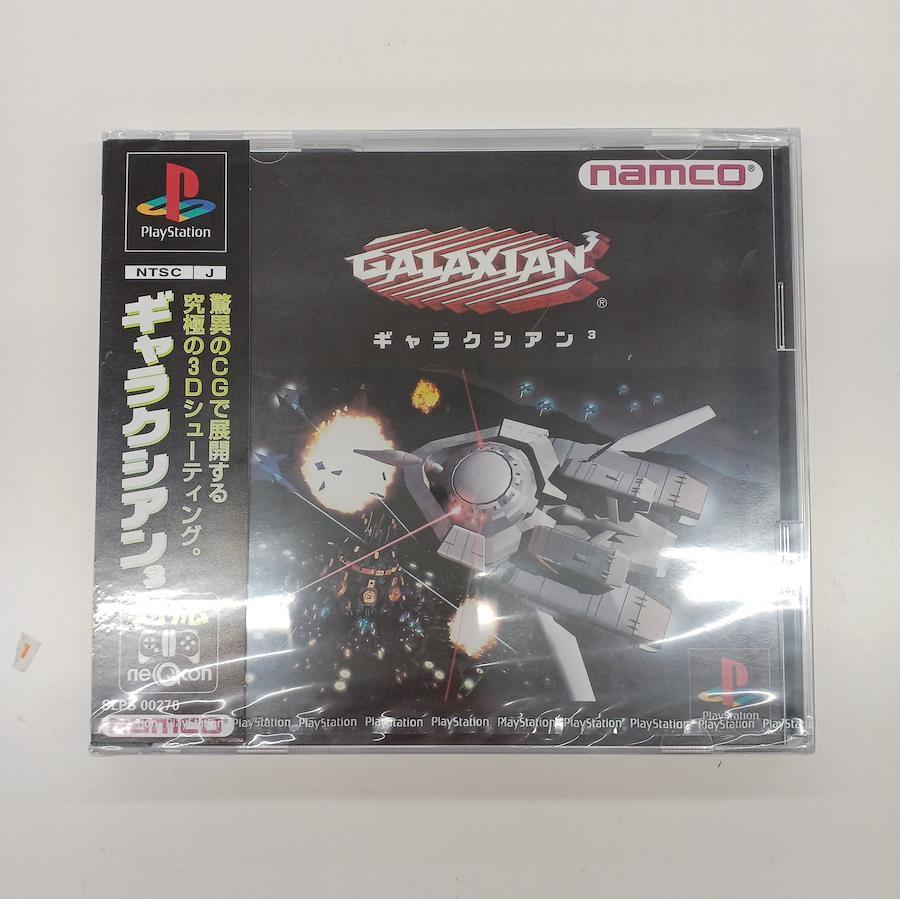 PlayStation
NTSC J
驚異のCGで展開する
究極の3Dシューティング。
ギャラクシアン3
neGcon
SLPS 00270
namco
namco®
GALAXIAN3
®
ギャラクシアン3
PlayStation
PlayStation PlayStation PlayStation PlayStation PlayStation PlayStation PlayStation PlayStation PlayStation